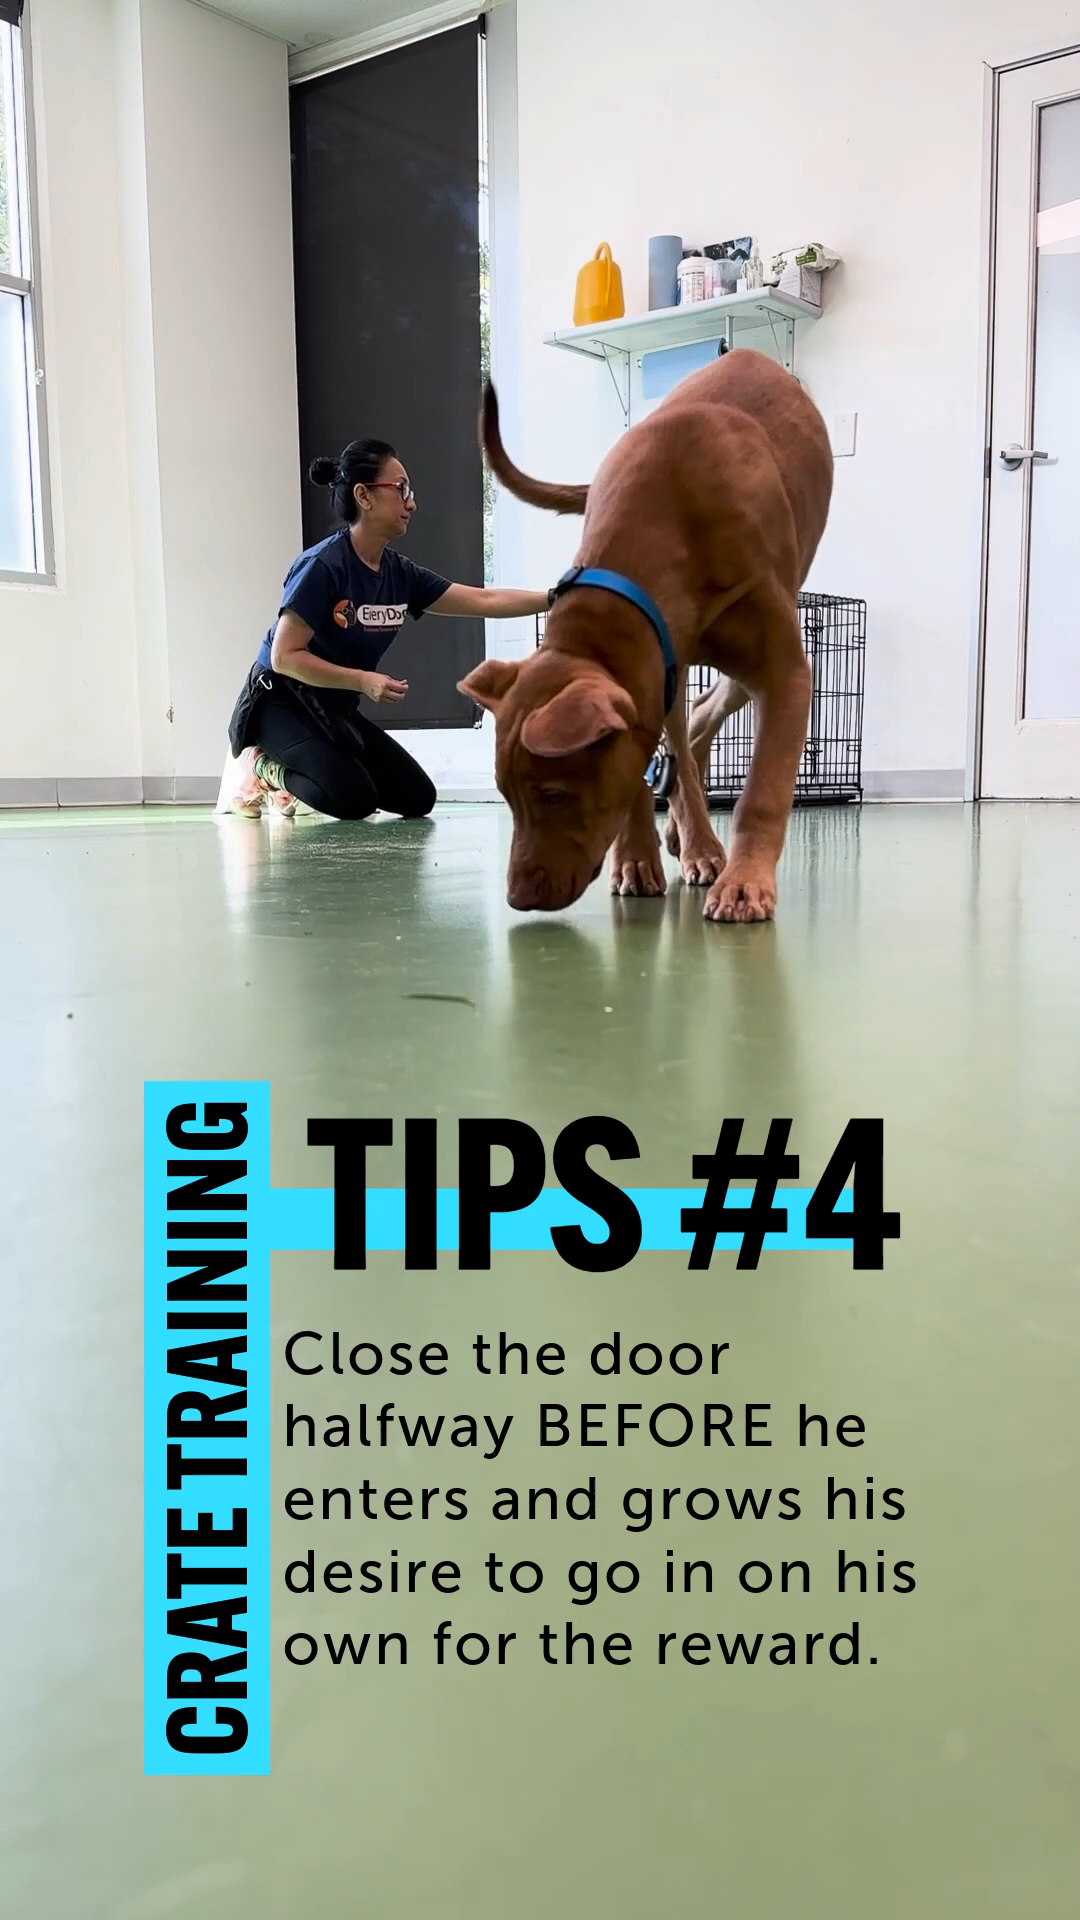 EveryDog
CRATE TRAINING
TIPS #4
Close the door
halfway BEFORE he
enters and grows his
desire to go in on his
own for the reward.